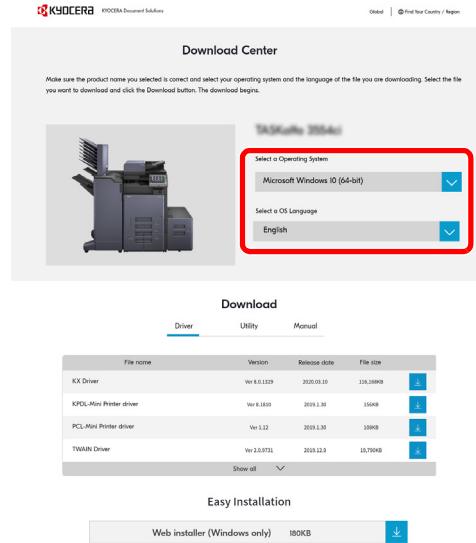 KYOCERA KYOCERA Document Solutions Global Find Your Country / Region
Download Center
Make sure the product name you selected is correct and select your operating system and the language of the file you are downloading. Select the file
you want to download and click the Download button. The download begins.
Select a Operating System
Microsoft Windows 10 (64-bit)
Select a OS Language
English
Download
Driver Utility Manual
File name Version Release date File size
KX Driver Ver 8.0.1329 2020.03.10 116,168KB
KPDL-Mini Printer driver Ver 8.1810 2019.1.30 156KB
PCL-Mini Printer driver Ver 1.12 2019.1.30 108KB
TWAIN Driver Ver 2.0.9731 2018.12.9 19,790KB
Show all
Easy Installation
Web installer (Windows only) 180KB